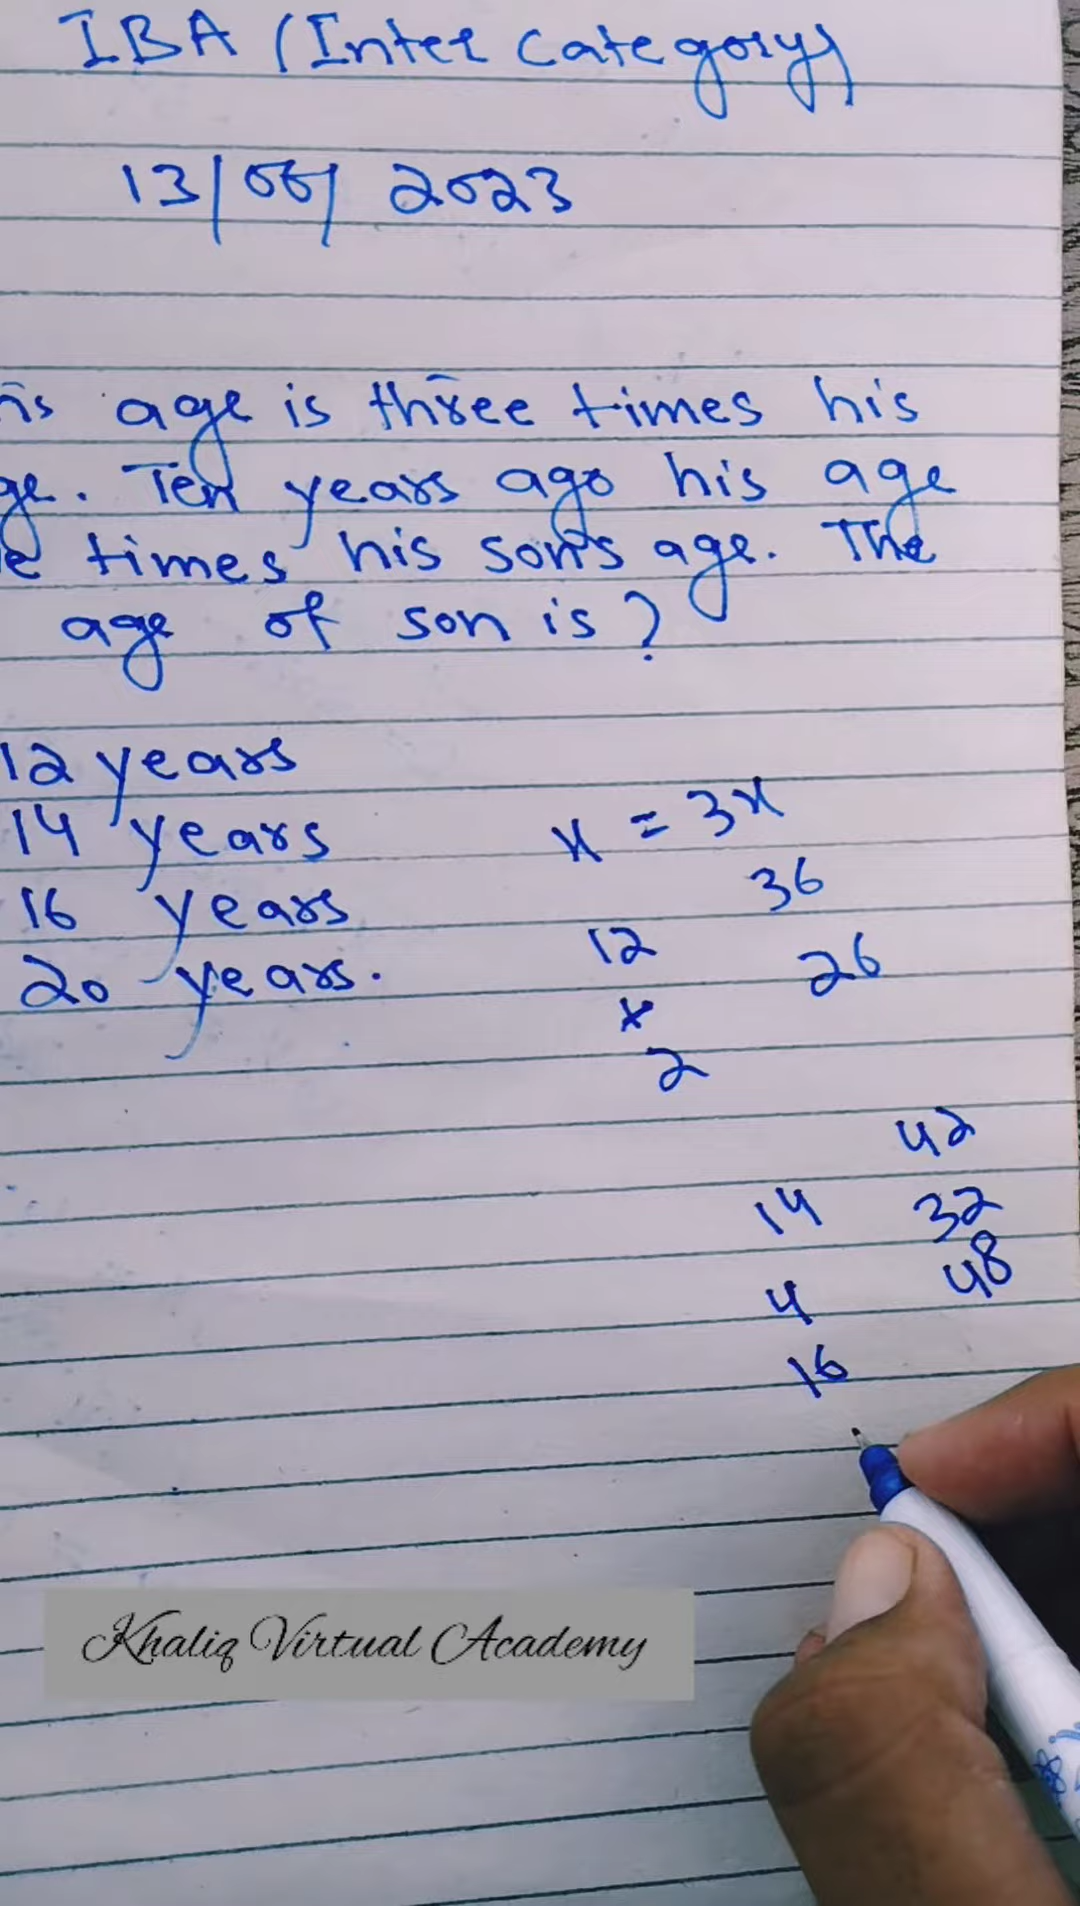 IBA (Inter category)
13/08/2023
age is three times his
Ten years ago his age
times his son's age. The
age of son is?
12 years
14 years
16 years
20 years.
x = 3x
36
12
26
x
2
42
14 32
48
4
16
Khaliq Virtual Academy